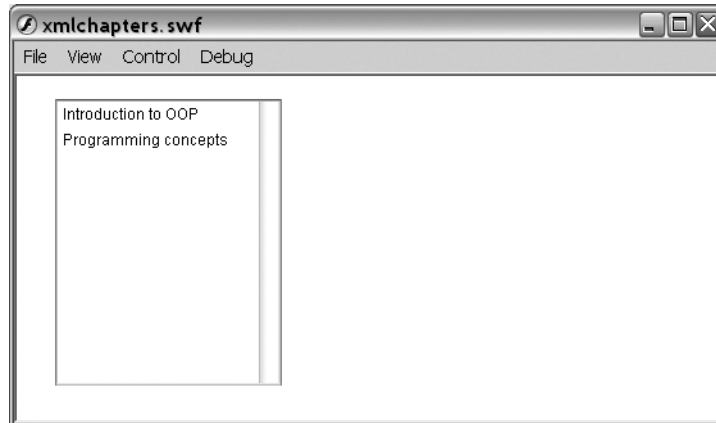 xmlchapters.swf
File View Control Debug
Introduction to OOP
Programming concepts